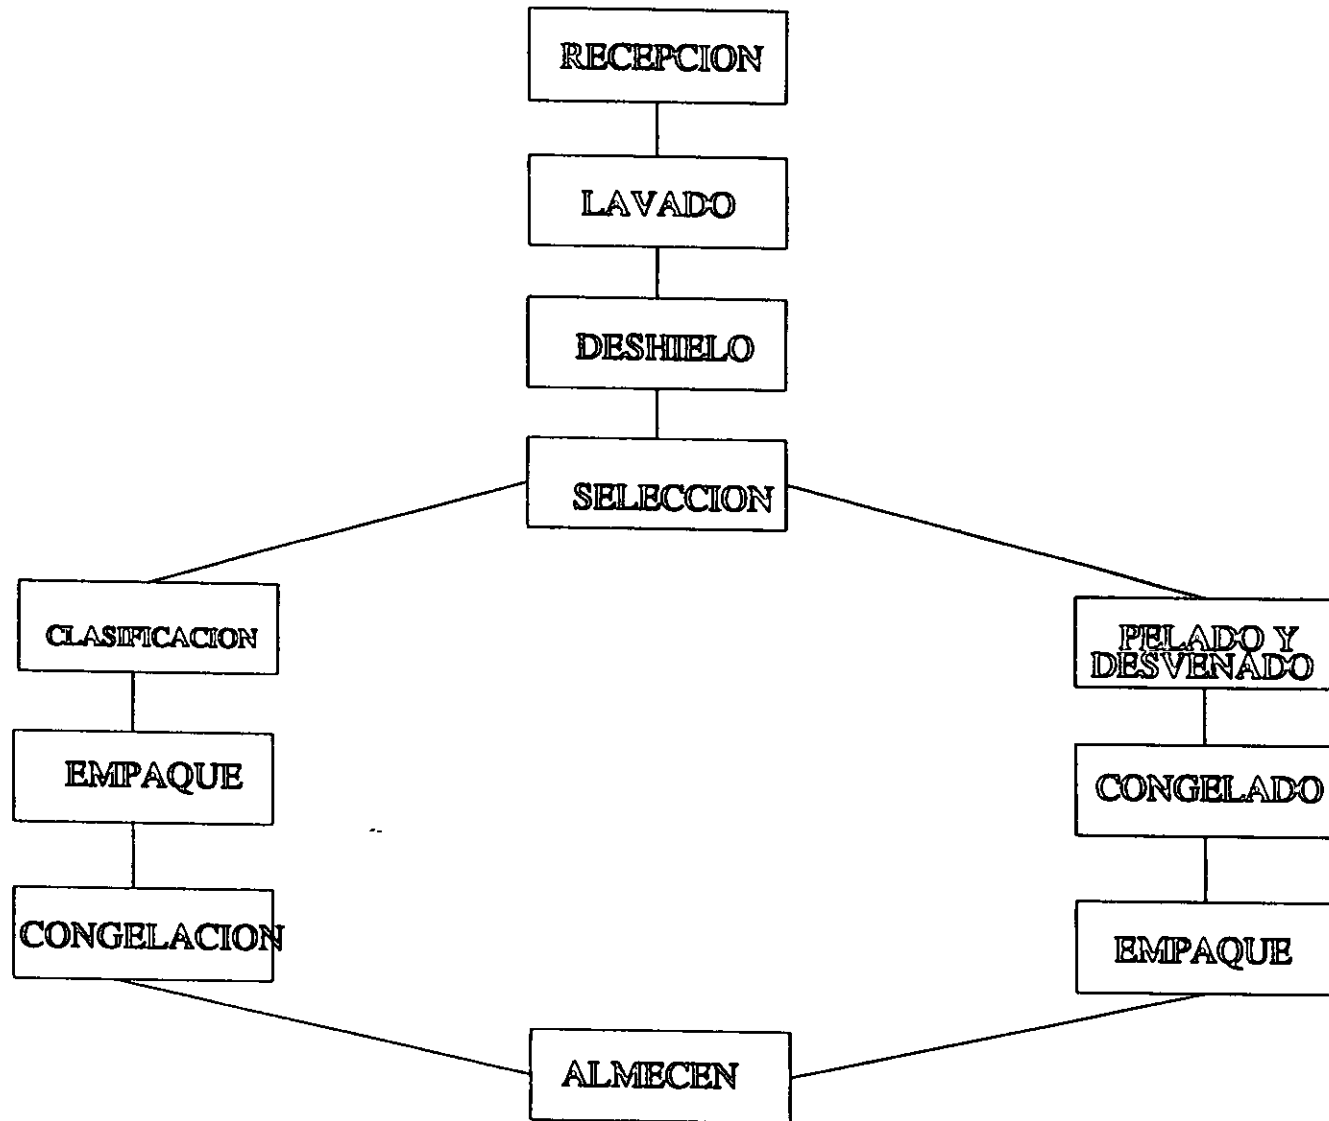 RECEPCION
LAVADO
DESHIELO
SELECCION
CLASIFICACION
EMPAQUE
CONGELACION
PELADO Y
DESVENADO
CONGELADO
EMPAQUE
ALMECEN